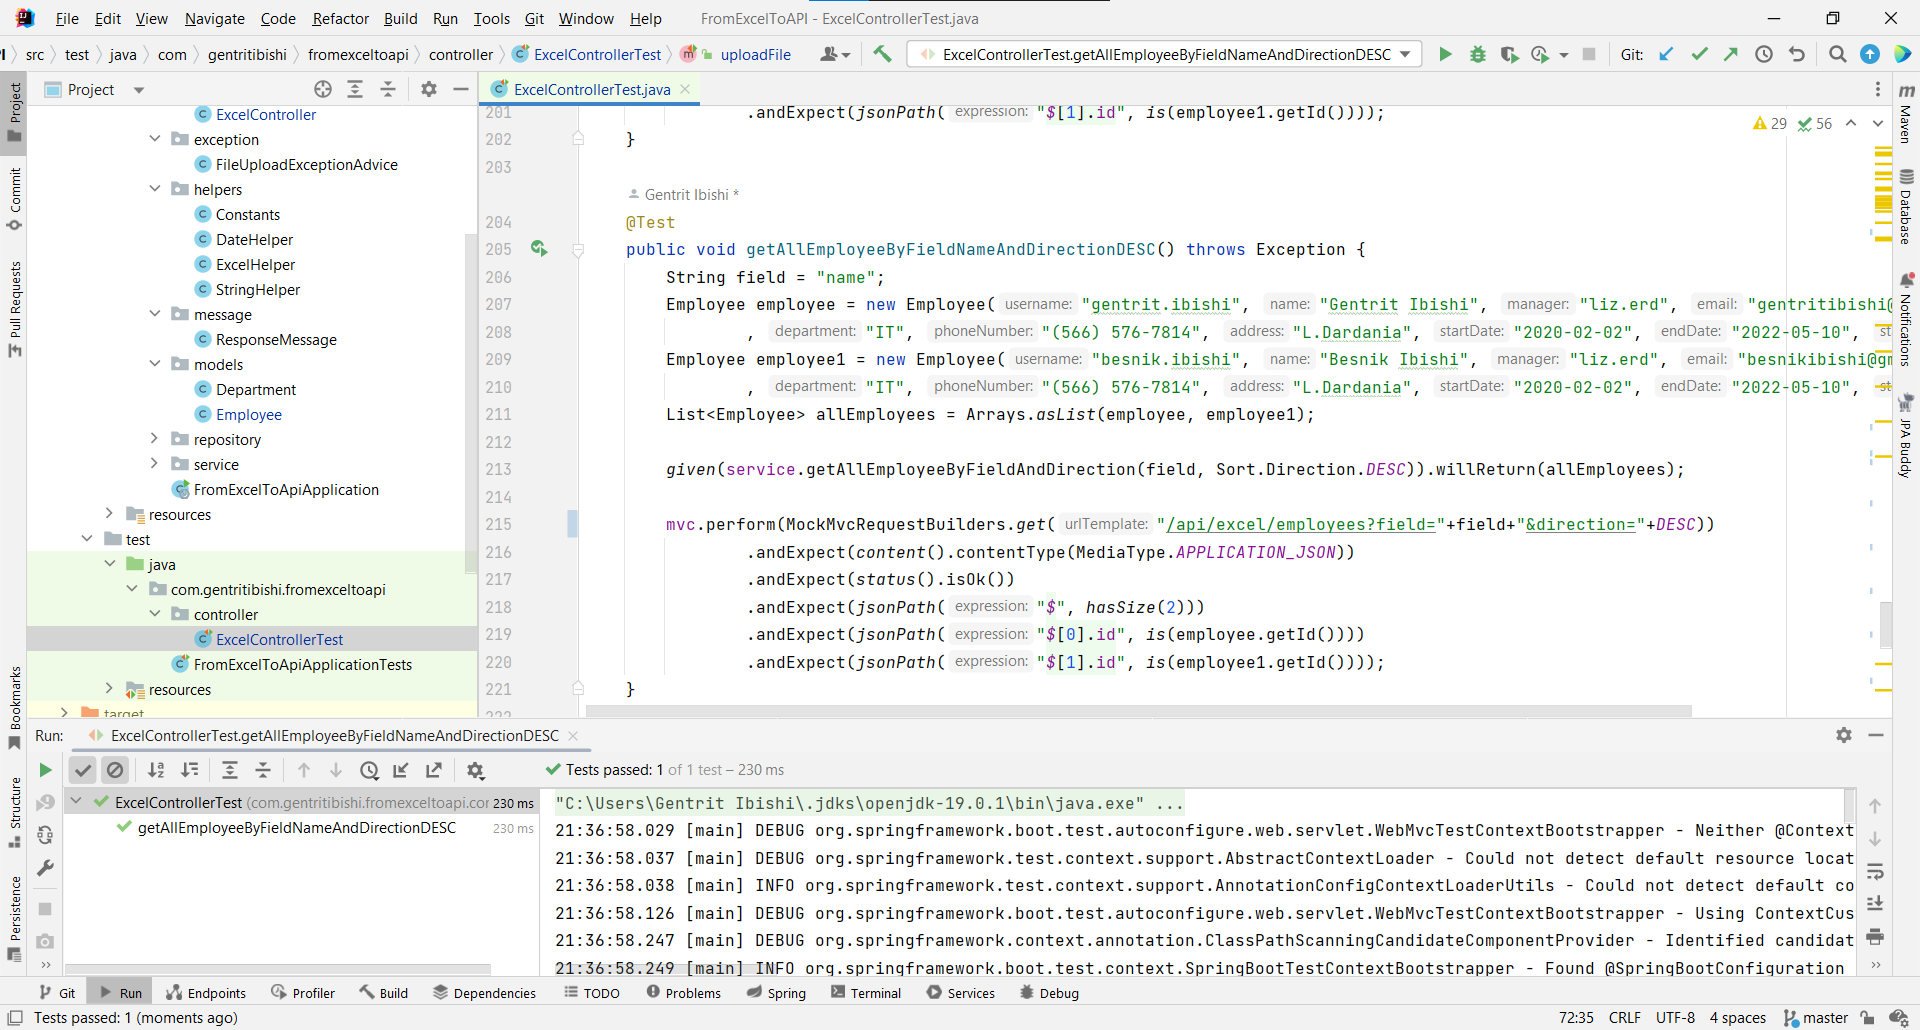 File Edit View Navigate Code Refactor Build Run Tools Git Window Help FromExcelToAPI - ExcelControllerTest.java
src test java com gentritibishi fromexceltoapi controller ExcelControllerTest uploadFile ExcelControllerTest.getAllEmployeeByFieldNameAndDirectionDESC Git:
Project
ExcelControllerTest.java
ExcelController
exception
FileUploadExceptionAdvice
helpers
Constants
DateHelper
ExcelHelper
StringHelper
message
ResponseMessage
models
Department
Employee
repository
service
FromExcelToApiApplication
resources
test
java
com.gentritibishi.fromexceltoapi
controller
ExcelControllerTest
FromExcelToApiApplicationTests
resources
target
29 56
201 .andExpect(jsonPath( expression: "$[1].id", is(employee1.getId())));
202 }
203
Gentrit Ibishi *
204 @Test
205 public void getAllEmployeeByFieldNameAndDirectionDESC() throws Exception {
206 String field = "name";
207 Employee employee = new Employee( username: "gentrit.ibishi", name: "Gentrit Ibishi", manager: "liz.erd", email: "gentritibishi@
208 , department: "IT", phoneNumber: "(566) 576-7814", address: "L.Dardania", startDate: "2020-02-02", endDate: "2022-05-10", st
209 Employee employee1 = new Employee( username: "besnik.ibishi", name: "Besnik Ibishi", manager: "liz.erd", email: "besnikibishi@gm
210 , department: "IT", phoneNumber: "(566) 576-7814", address: "L.Dardania", startDate: "2020-02-02", endDate: "2022-05-10", st
211 List<Employee> allEmployees = Arrays.asList(employee, employee1);
212
213 given(service.getAllEmployeeByFieldAndDirection(field, Sort.Direction.DESC)).willReturn(allEmployees);
214
215 mvc.perform(MockMvcRequestBuilders.get( urlTemplate: "/api/excel/employees?field="+field+"&direction="+DESC))
216 .andExpect(content().contentType(MediaType.APPLICATION_JSON))
217 .andExpect(status().isOk())
218 .andExpect(jsonPath( expression: "$", hasSize(2)))
219 .andExpect(jsonPath( expression: "$[0].id", is(employee.getId())))
220 .andExpect(jsonPath( expression: "$[1].id", is(employee1.getId())));
221 }
222
Project
Commit
Pull Requests
Bookmarks
Structure
Persistence
Maven
Database
Notifications
JPA Buddy
Run: ExcelControllerTest.getAllEmployeeByFieldNameAndDirectionDESC
Tests passed: 1 of 1 test – 230 ms
ExcelControllerTest (com.gentritibishi.fromexceltoapi.cor 230 ms
getAllEmployeeByFieldNameAndDirectionDESC 230 ms
"C:\Users\Gentrit Ibishi\.jdks\openjdk-19.0.1\bin\java.exe" ...
21:36:58.029 [main] DEBUG org.springframework.boot.test.autoconfigure.web.servlet.WebMvcTestContextBootstrapper - Neither @Context
21:36:58.037 [main] DEBUG org.springframework.test.context.support.AbstractContextLoader - Could not detect default resource locat
21:36:58.038 [main] INFO org.springframework.test.context.support.AnnotationConfigContextLoaderUtils - Could not detect default co
21:36:58.126 [main] DEBUG org.springframework.boot.test.autoconfigure.web.servlet.WebMvcTestContextBootstrapper - Using ContextCus
21:36:58.247 [main] DEBUG org.springframework.context.annotation.ClassPathScanningCandidateComponentProvider - Identified candidat
21:36:58.249 [main] INFO org.springframework.boot.test.context.SpringBootTestContextBootstrapper - Found @SpringBootConfiguration
Git Run Endpoints Profiler Build Dependencies TODO Problems Spring Terminal Services Debug
Tests passed: 1 (moments ago) 72:35 CRLF UTF-8 4 spaces master